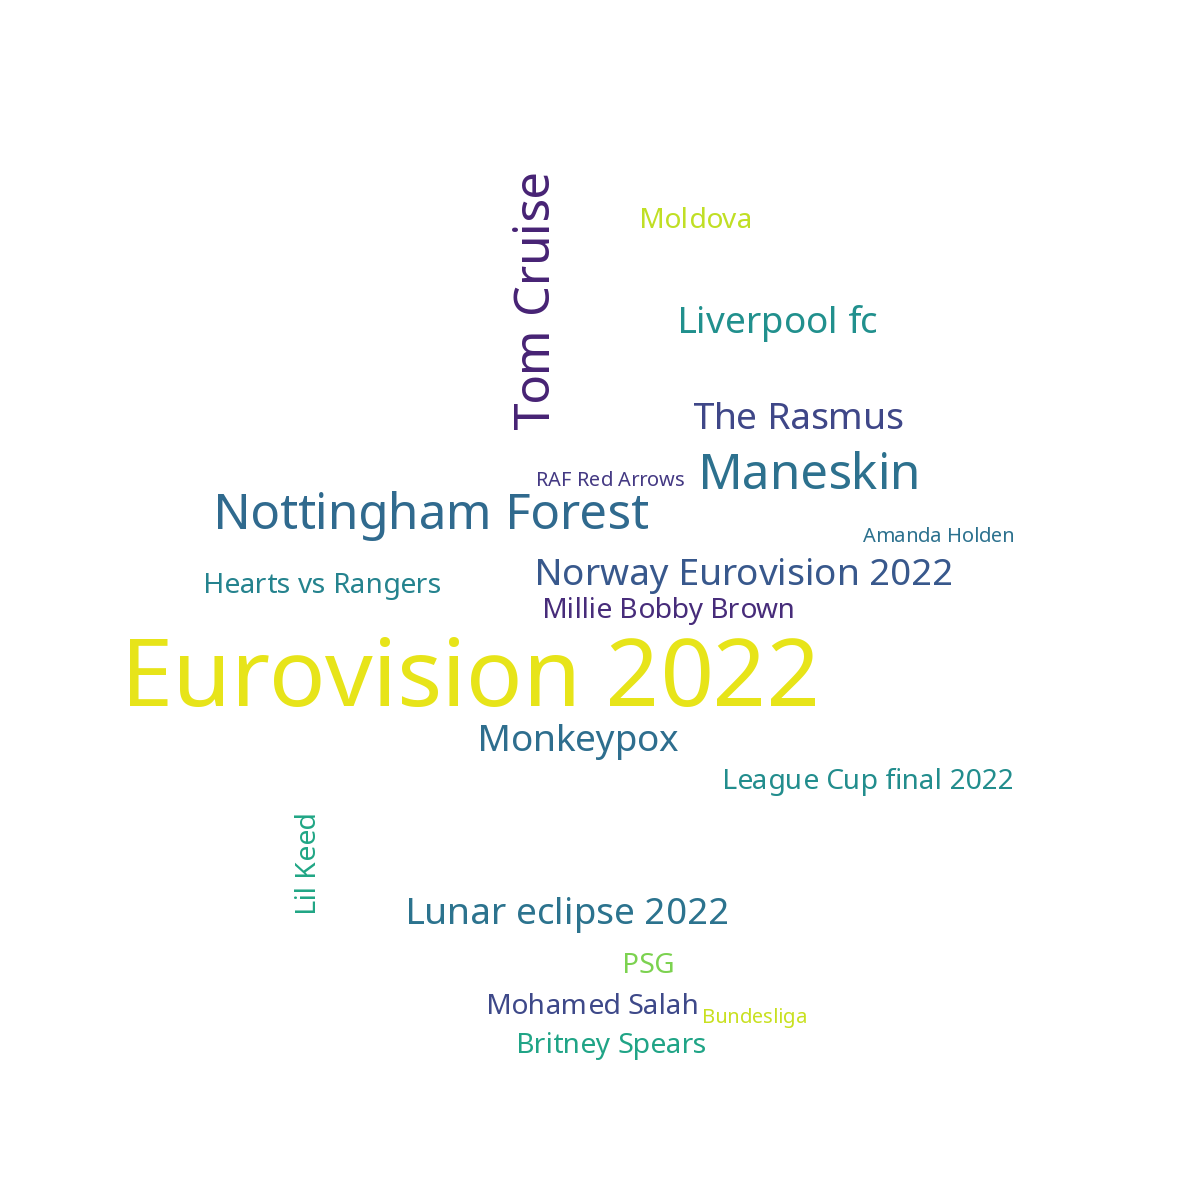 Tom Cruise
Moldova
Liverpool fc
The Rasmus
Maneskin
RAF Red Arrows
Nottingham Forest
Amanda Holden
Norway Eurovision 2022
Hearts vs Rangers
Millie Bobby Brown
Eurovision 2022
Monkeypox
League Cup final 2022
Lil Keed
Lunar eclipse 2022
PSG
Mohamed Salah
Bundesliga
Britney Spears